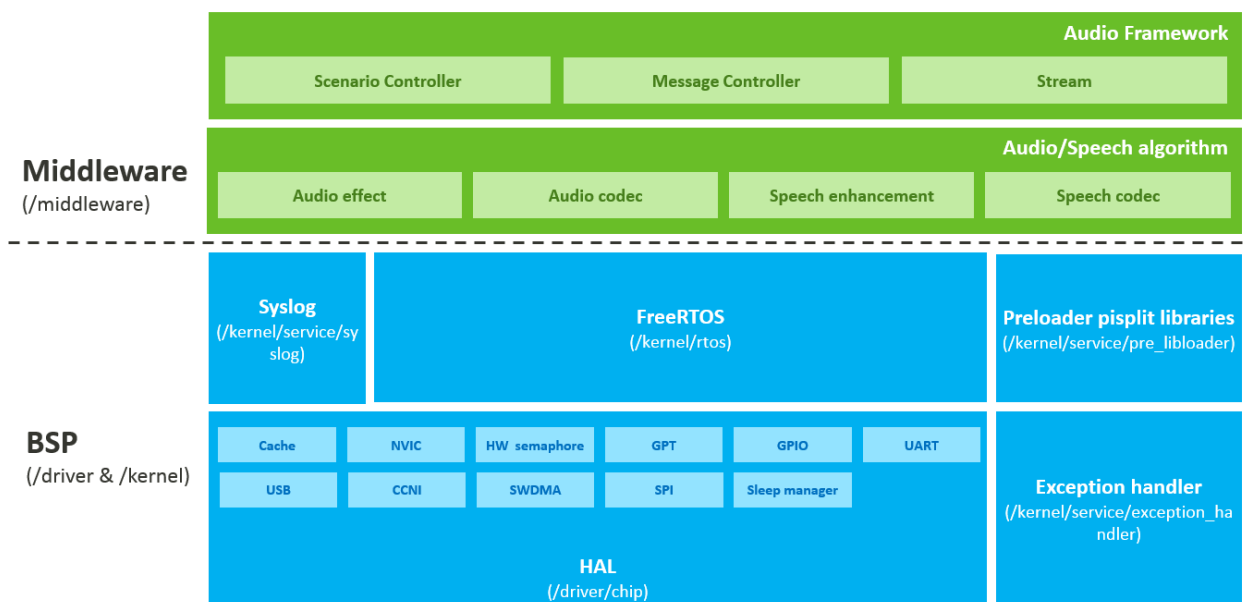 Audio Framework
Scenario Controller
Message Controller
Stream
Middleware
(/middleware)
Audio/Speech algorithm
Audio effect
Audio codec
Speech enhancement
Speech codec
BSP
(/driver & /kernel)
Syslog
(/kernel/service/sy
slog)
FreeRTOS
(/kernel/rtos)
Preloader pisplit libraries
(/kernel/service/pre_libloader)
Cache
NVIC
HW semaphore
GPT
GPIO
UART
USB
CCNI
SWDMA
SPI
Sleep manager
HAL
(/driver/chip)
Exception handler
(/kernel/service/exception_ha
ndler)